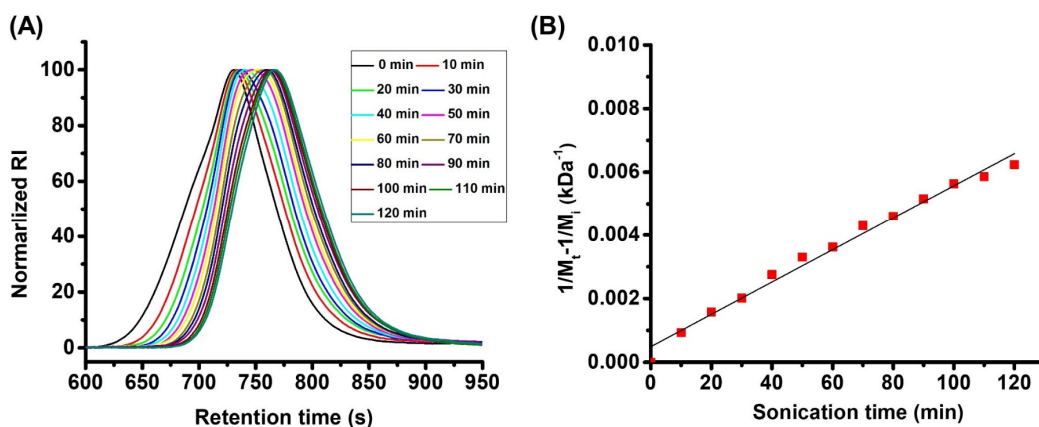 (A)
Normarlized RI
100
80
60
40
20
0
600 650 700 750 800 850 900 950
Retention time (s)
0 min 10 min
20 min 30 min
40 min 50 min
60 min 70 min
80 min 90 min
100 min 110 min
120 min
(B)
1/Mt-1/Mi (kDa-1)
0.010
0.008
0.006
0.004
0.002
0.000
0 20 40 60 80 100 120
Sonication time (min)